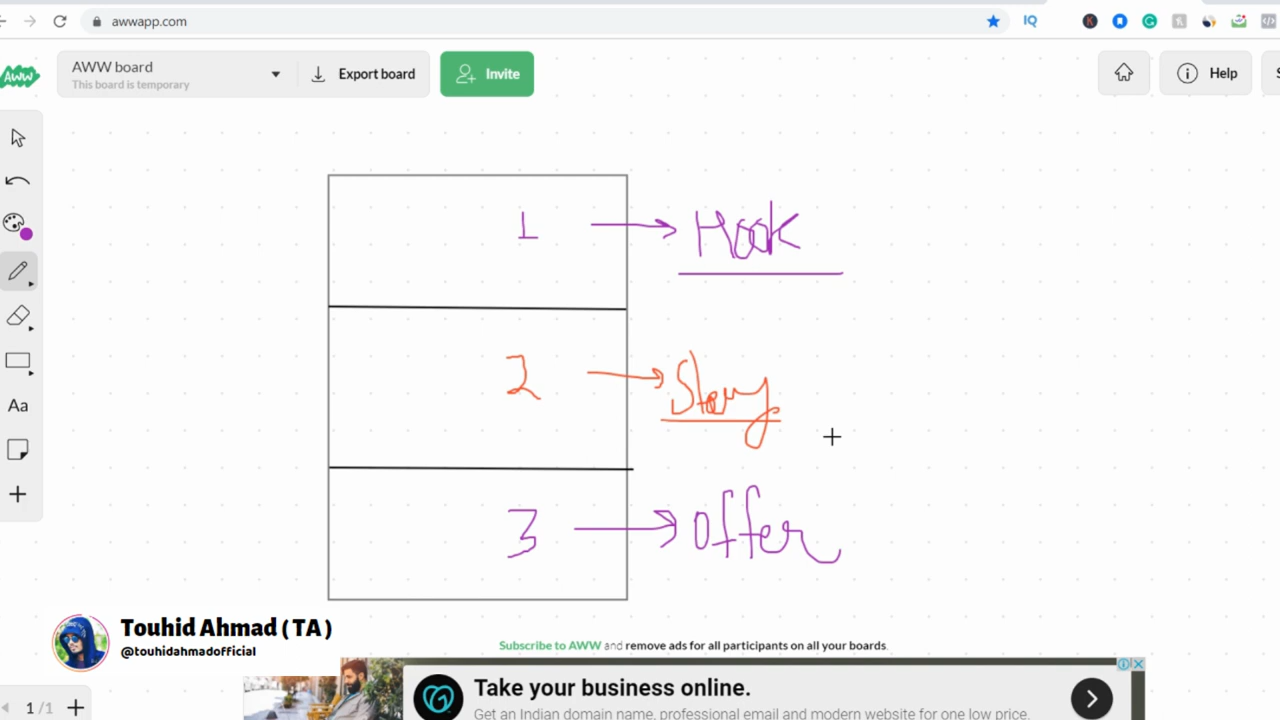 awwapp.com
IQ
AWW
AWW board
This board is temporary
Export board
Invite
Help
1
Hook
2
Story
3
Offer
Touhid Ahmad ( TA )
@touhidahmadofficial
Subscribe to AWW and remove ads for all participants on all your boards.
Aa
Take your business online.
Get an Indian domain name, professional email and modern website for one low price.
1 / 1